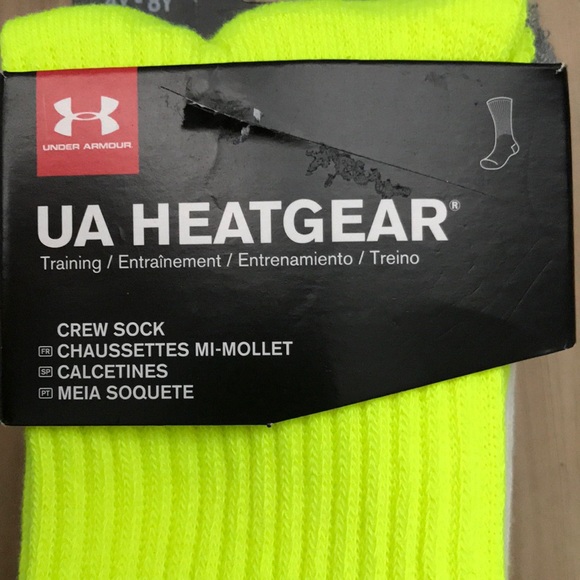 UNDER ARMOUR
UA HEATGEAR®
Training / Entraînement / Entrenamiento / Treino
CREW SOCK
FR CHAUSSETTES MI-MOLLET
SP CALCETINES
PT MEIA SOQUETE